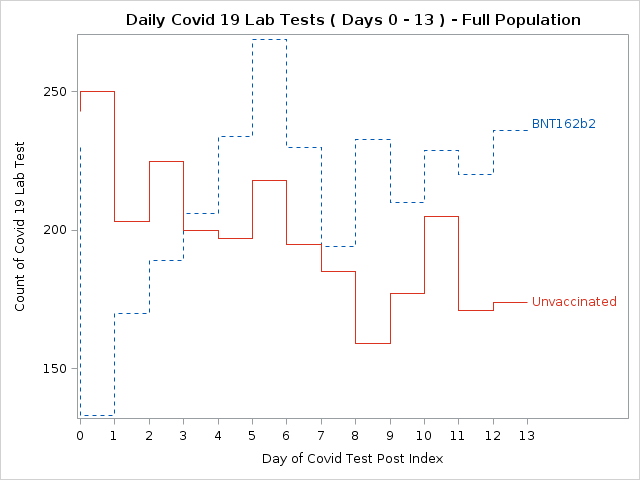 Daily Covid 19 Lab Tests ( Days 0 - 13 ) - Full Population
Count of Covid 19 Lab Test
250
200
150
BNT162b2
Unvaccinated
0 1 2 3 4 5 6 7 8 9 10 11 12 13
Day of Covid Test Post Index